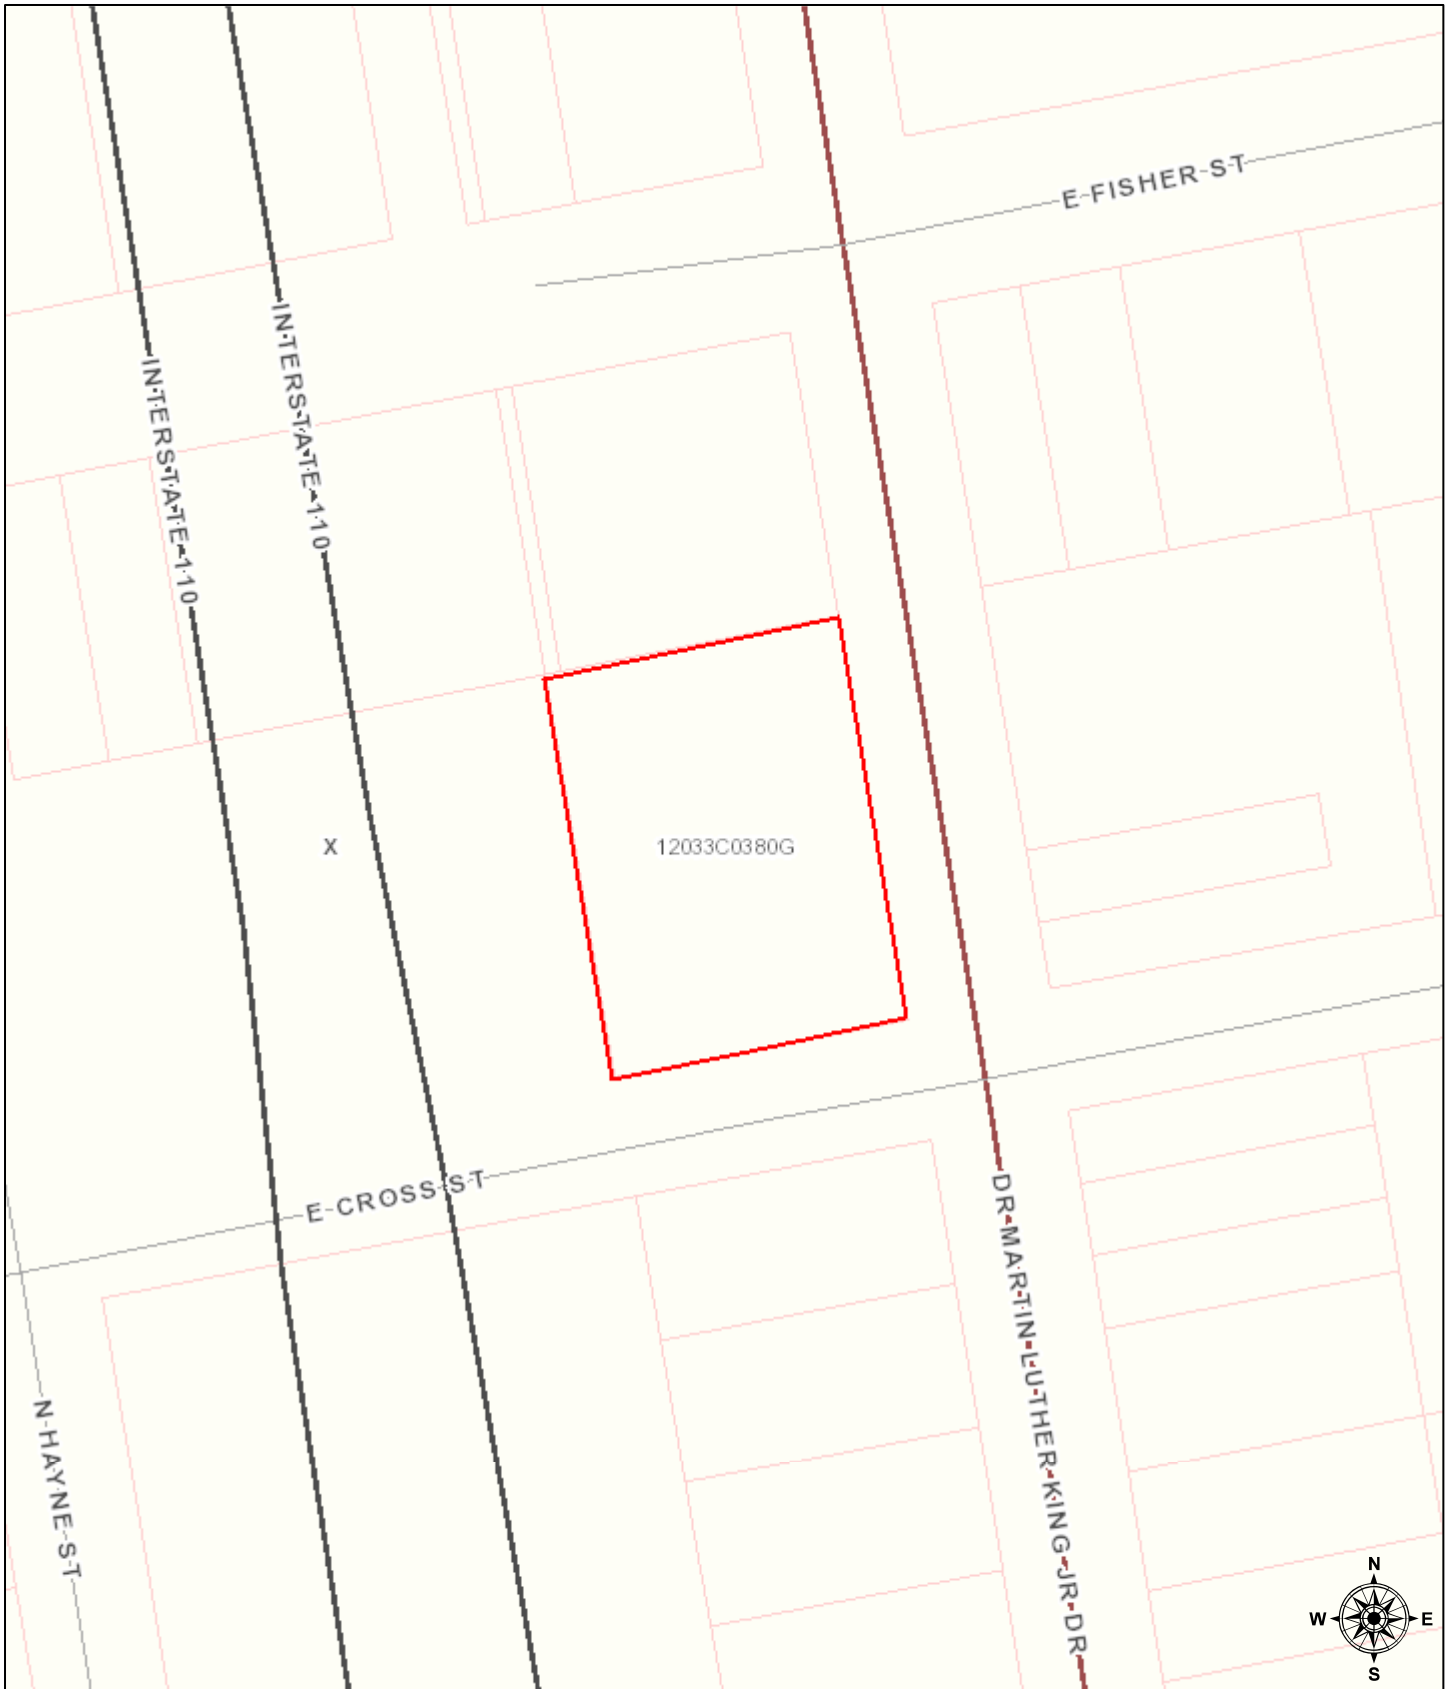 E FISHER ST
INTERSTATE 110
INTERSTATE 110
X
12033C0380G
E CROSS ST
DR MARTIN LUTHER KING JR DR
N HAYNE ST
N
W E
S